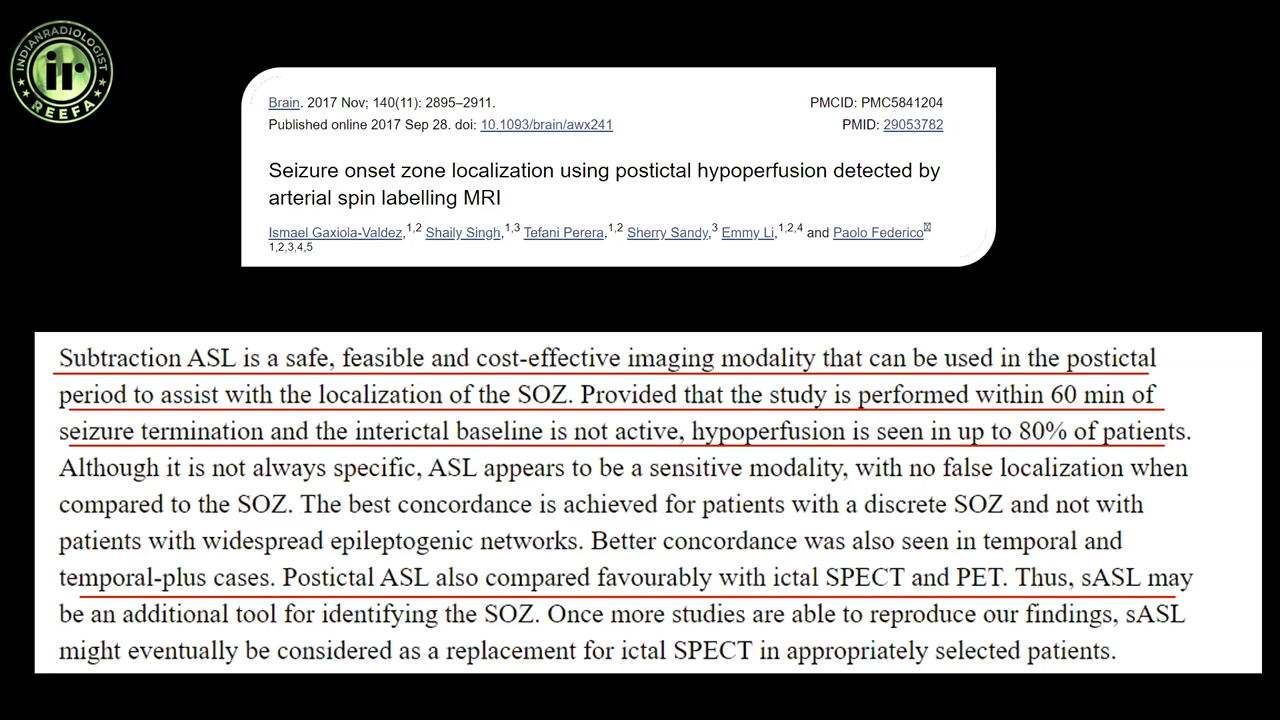 INDIANRADIOLOGIST
ir
REEFA
Brain. 2017 Nov; 140(11): 2895–2911.
PMCID: PMC5841204
Published online 2017 Sep 28. doi: 10.1093/brain/awx241
PMID: 29053782
Seizure onset zone localization using postictal hypoperfusion detected by
arterial spin labelling MRI
Ismael Gaxiola-Valdez,1,2 Shaily Singh,1,3 Tefani Perera,1,2 Sherry Sandy,3 Emmy Li,1,2,4 and Paolo Federico
1,2,3,4,5
Subtraction ASL is a safe, feasible and cost-effective imaging modality that can be used in the postictal
period to assist with the localization of the SOZ. Provided that the study is performed within 60 min of
seizure termination and the interictal baseline is not active, hypoperfusion is seen in up to 80% of patients.
Although it is not always specific, ASL appears to be a sensitive modality, with no false localization when
compared to the SOZ. The best concordance is achieved for patients with a discrete SOZ and not with
patients with widespread epileptogenic networks. Better concordance was also seen in temporal and
temporal-plus cases. Postictal ASL also compared favourably with ictal SPECT and PET. Thus, sASL may
be an additional tool for identifying the SOZ. Once more studies are able to reproduce our findings, sASL
might eventually be considered as a replacement for ictal SPECT in appropriately selected patients.